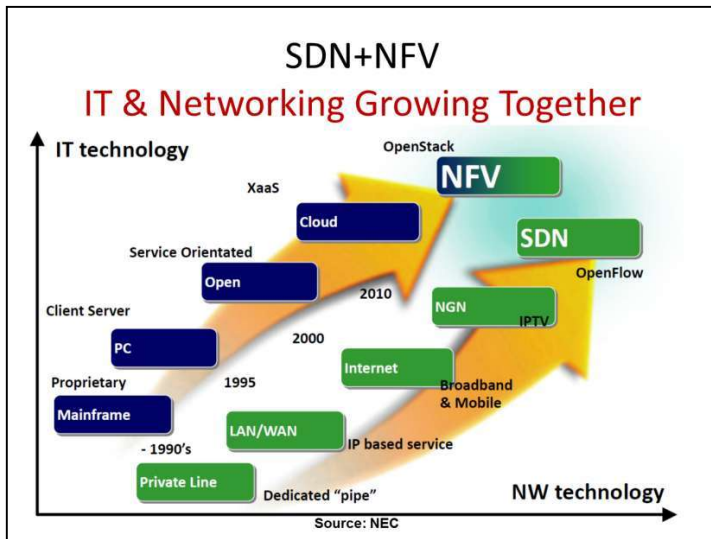 SDN+NFV
IT & Networking Growing Together
IT technology
OpenStack
NFV
XaaS
Cloud
SDN
Service Orientated
Open
OpenFlow
2010
NGN
Client Server
IPTV
PC
2000
Internet
Proprietary
1995
Broadband
& Mobile
Mainframe
LAN/WAN
- 1990's
IP based service
Private Line
Dedicated “pipe”
NW technology
Source: NEC